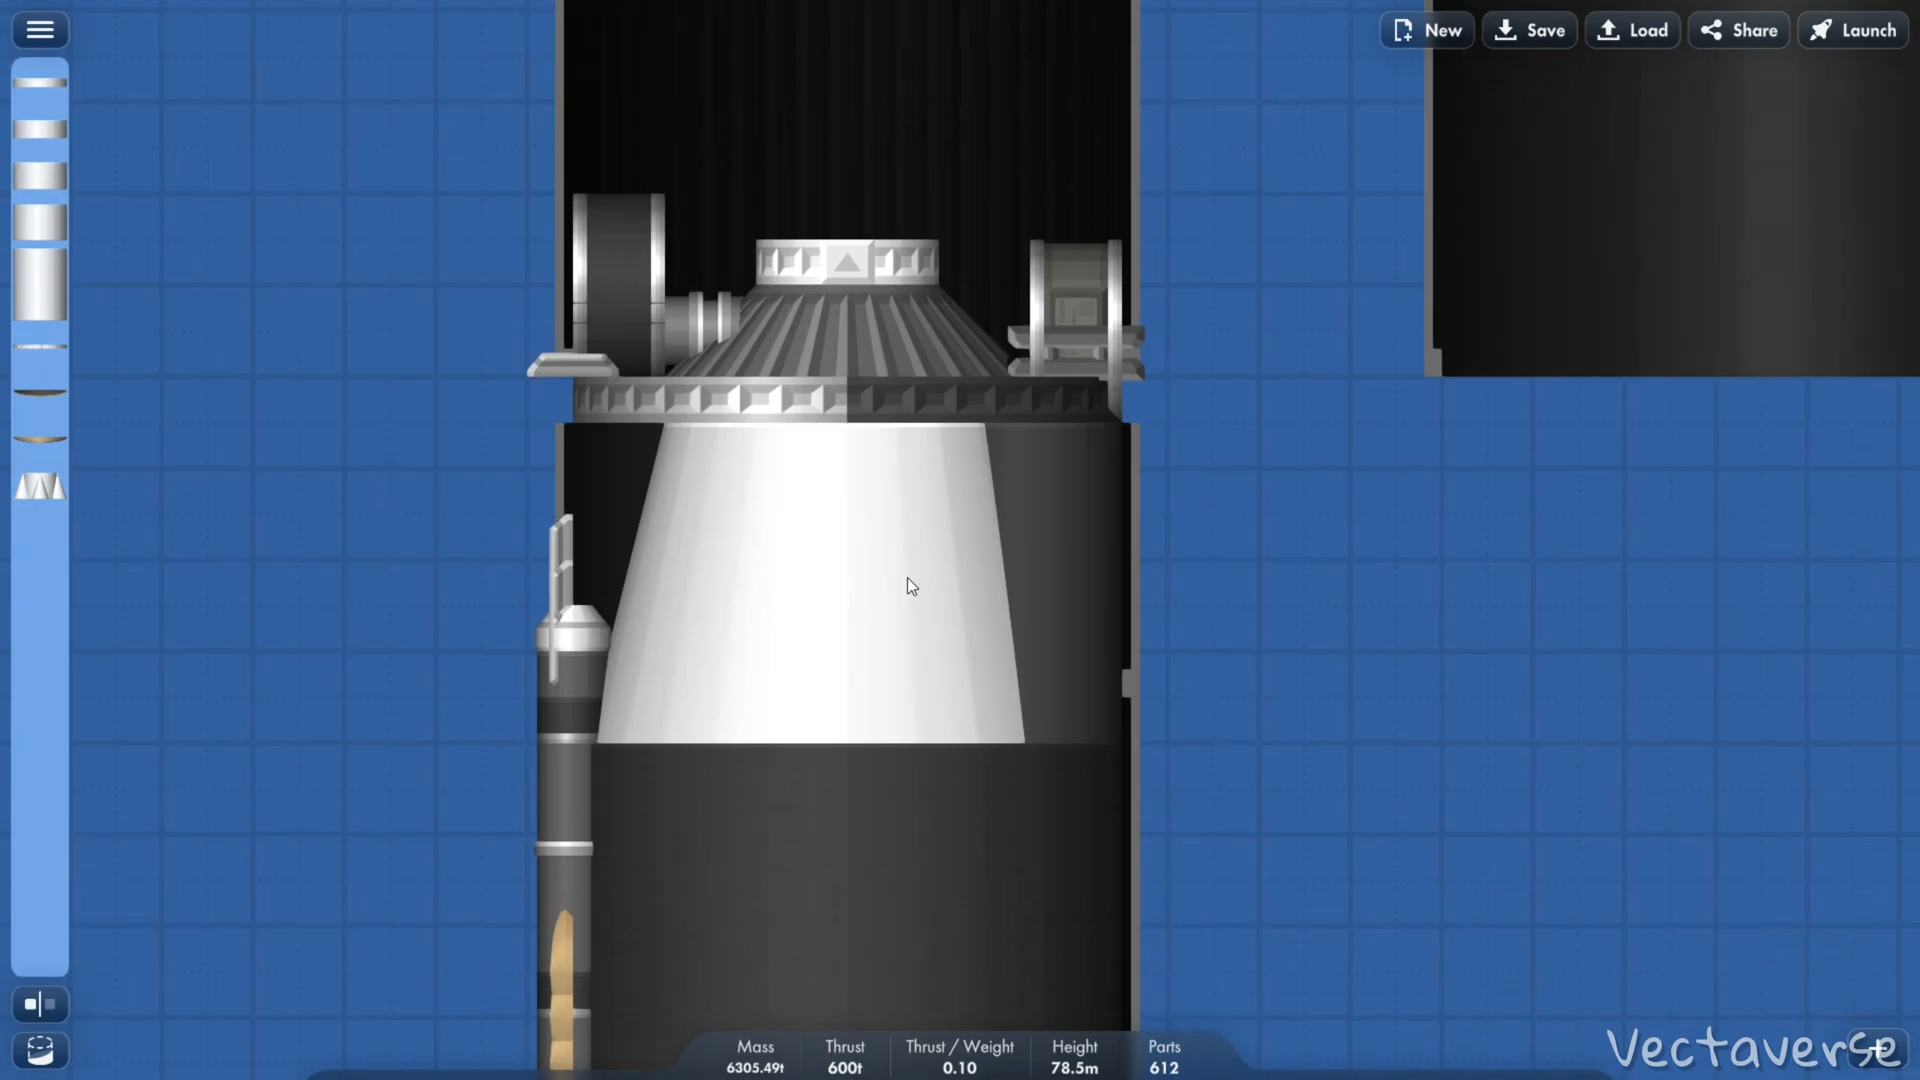 New
Save
Load
Share
Launch
Mass
6305.49t
Thrust
600t
Thrust / Weight
0.10
Height
78.5m
Parts
612
Vectaverse